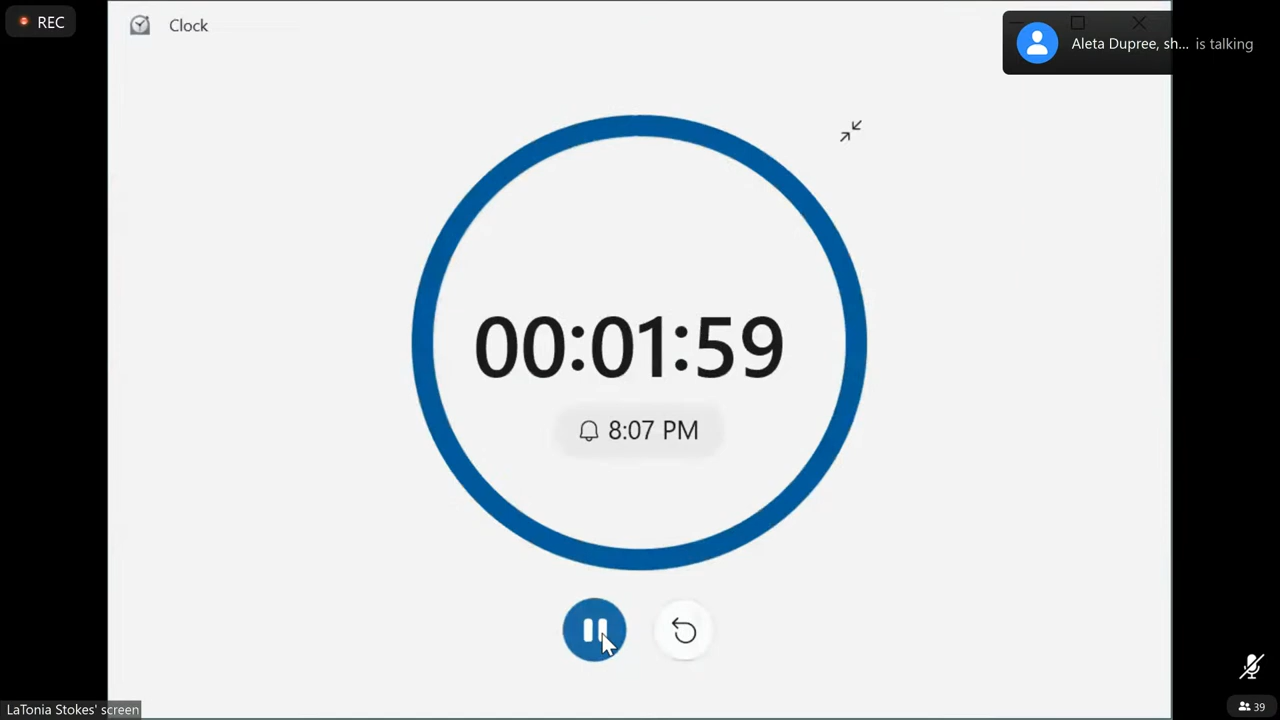 REC
Clock
Aleta Dupree, sh... is talking
00:01:59
8:07 PM
LaTonia Stokes' screen
39